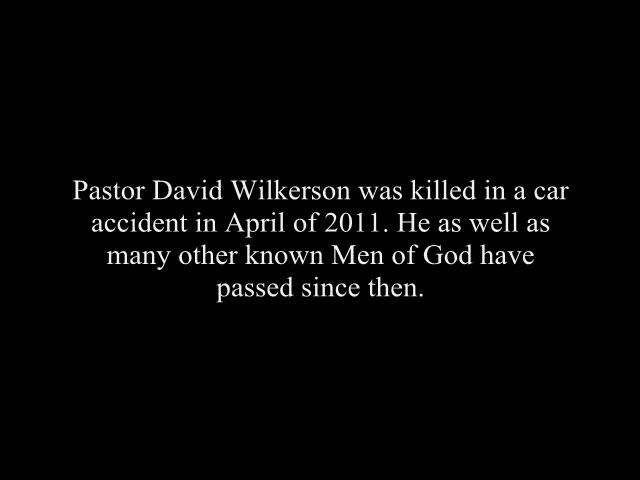 Pastor David Wilkerson was killed in a car
accident in April of 2011. He as well as
many other known Men of God have
passed since then.